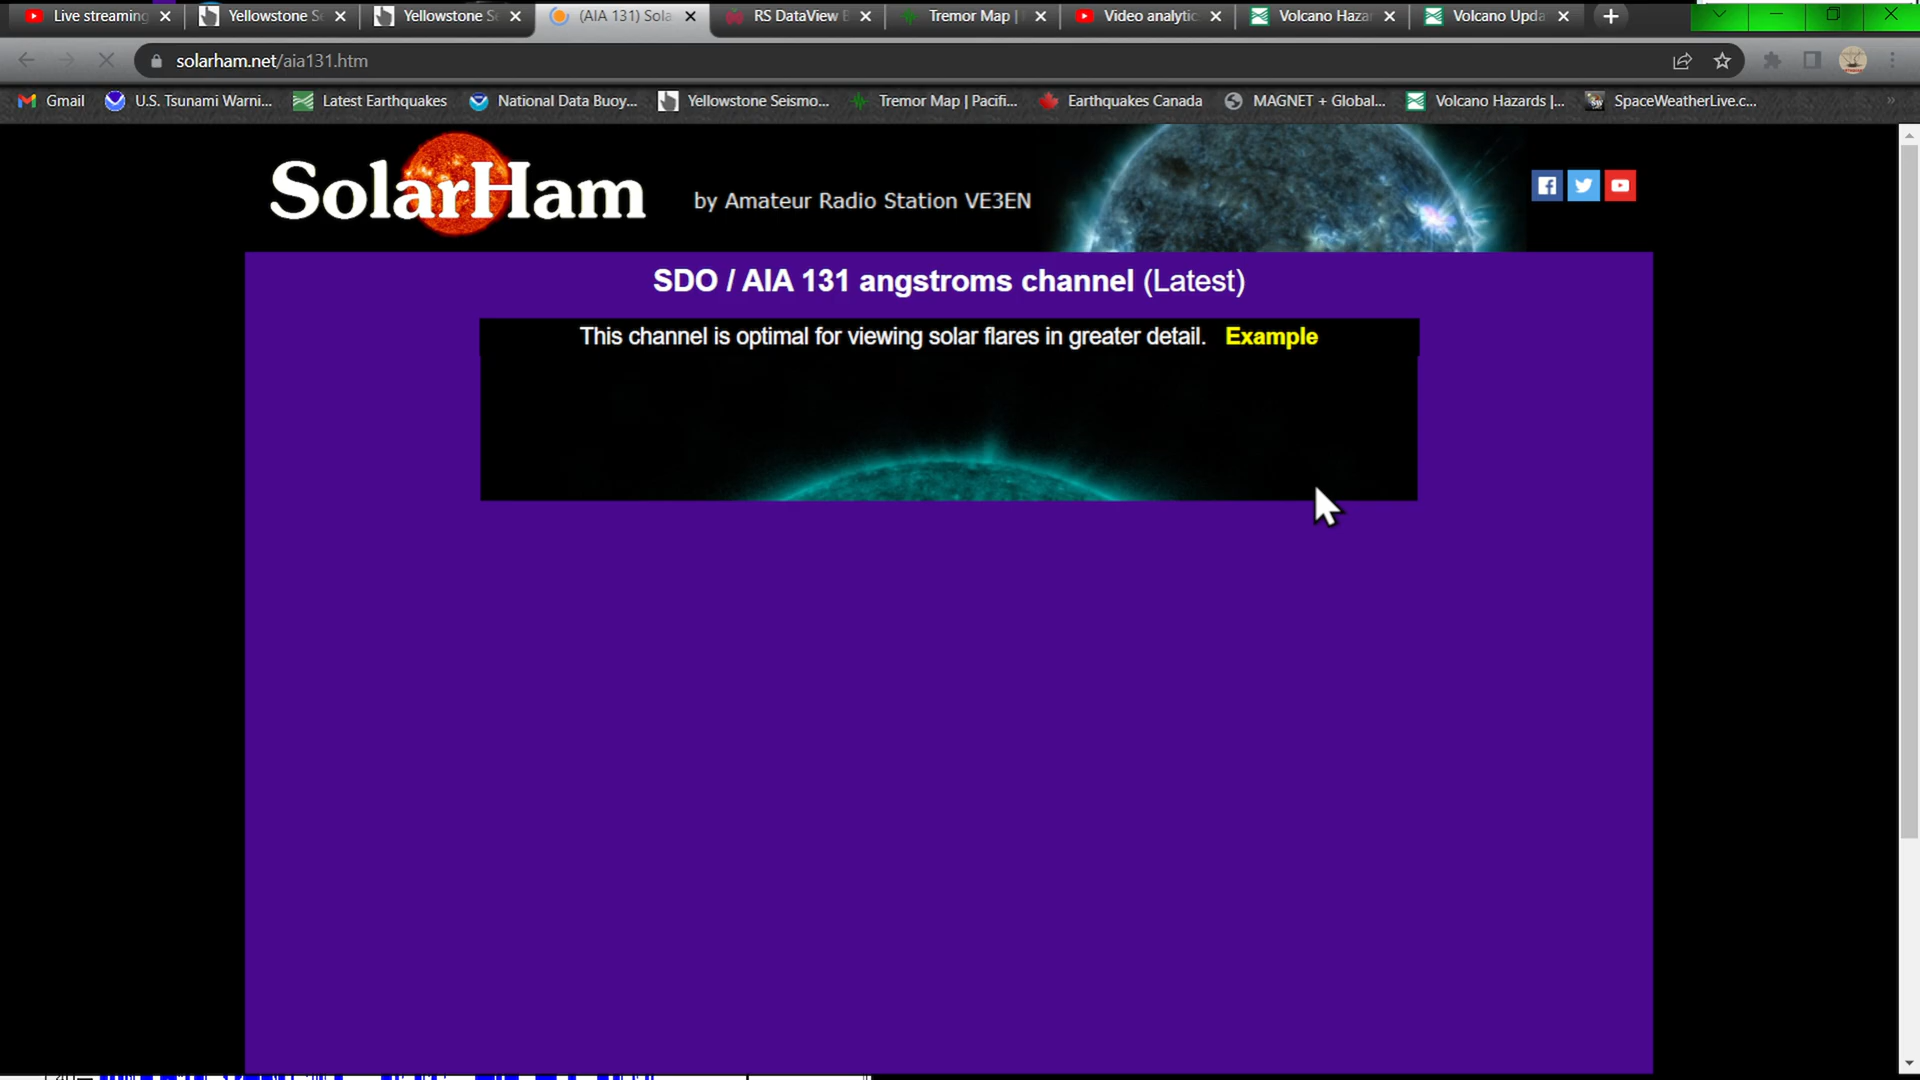 Live streaming
Yellowstone Se
Yellowstone Se
(AIA 131) Sola
RS DataView B
Tremor Map |
Video analytic
Volcano Haza
Volcano Upda
solarham.net/aia131.htm
Gmail
U.S. Tsunami Warni...
Latest Earthquakes
National Data Buoy...
Yellowstone Seismo...
Tremor Map | Pacifi...
Earthquakes Canada
MAGNET + Global...
Volcano Hazards |...
SpaceWeatherLive.c...
»
SolarHam
by Amateur Radio Station VE3EN
SDO / AIA 131 angstroms channel (Latest)
This channel is optimal for viewing solar flares in greater detail. Example